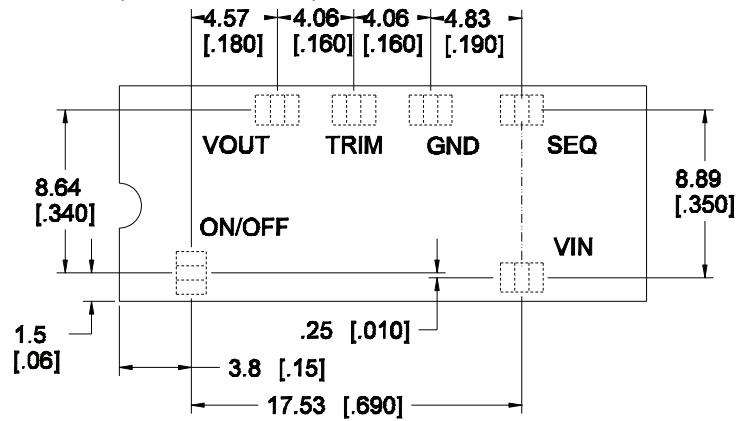 4.57 4.06 4.06 4.83
[.180] [.160] [.160] [.190]
VOUT TRIM GND SEQ
8.64
[.340]
8.89
[.350]
ON/OFF
VIN
1.5
[.06]
.25 [.010]
3.8 [.15]
17.53 [.690]